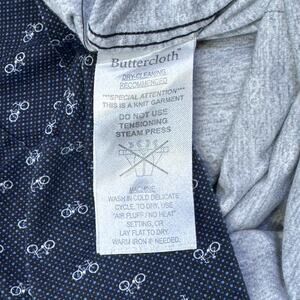 Buttercloth™
DRY-CLEANING
RECOMMENDED
***SPECIAL ATTENTION***
THIS IS A KNIT GARMENT
DO NOT USE
TENSIONING
STEAM PRESS
MACHINE
WASH IN COLD DELICATE
CYCLE. TO DRY, USE
"AIR FLUFF / NO HEAT"
SETTING, OR
LAY FLAT TO DRY.
WARM IRON IF NEEDED.